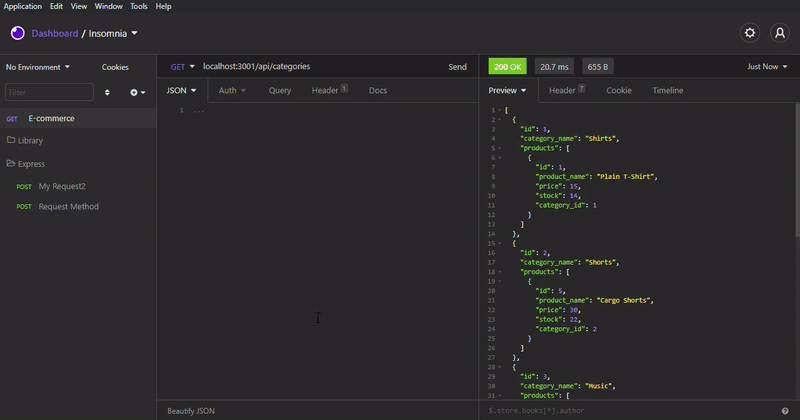 Application Edit View Window Tools Help
Dashboard / Insomnia
No Environment Cookies
Filter
GET E-commerce
Library
Express
POST My Request2
POST Request Method
GET localhost:3001/api/categories Send
JSON Auth Query Header 1 Docs
1 ...
Beautify JSON
200 OK 20.7 ms 655 B Just Now
Preview Header 7 Cookie Timeline
1 [
2 {
3 "id": 1,
4 "category_name": "Shirts",
5 "products": [
6 {
7 "id": 1,
8 "product_name": "Plain T-Shirt",
9 "price": 15,
10 "stock": 14,
11 "category_id": 1
12 }
13 ]
14 },
15 {
16 "id": 2,
17 "category_name": "Shorts",
18 "products": [
19 {
20 "id": 5,
21 "product_name": "Cargo Shorts",
22 "price": 30,
23 "stock": 22,
24 "category_id": 2
25 }
26 ]
27 },
28 {
29 "id": 3,
30 "category_name": "Music",
31 "products": [
$.store.books[*].author